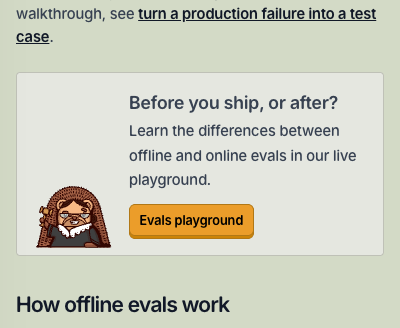 walkthrough, see turn a production failure into a test
case.
Before you ship, or after?
Learn the differences between
offline and online evals in our live
playground.
Evals playground
How offline evals work